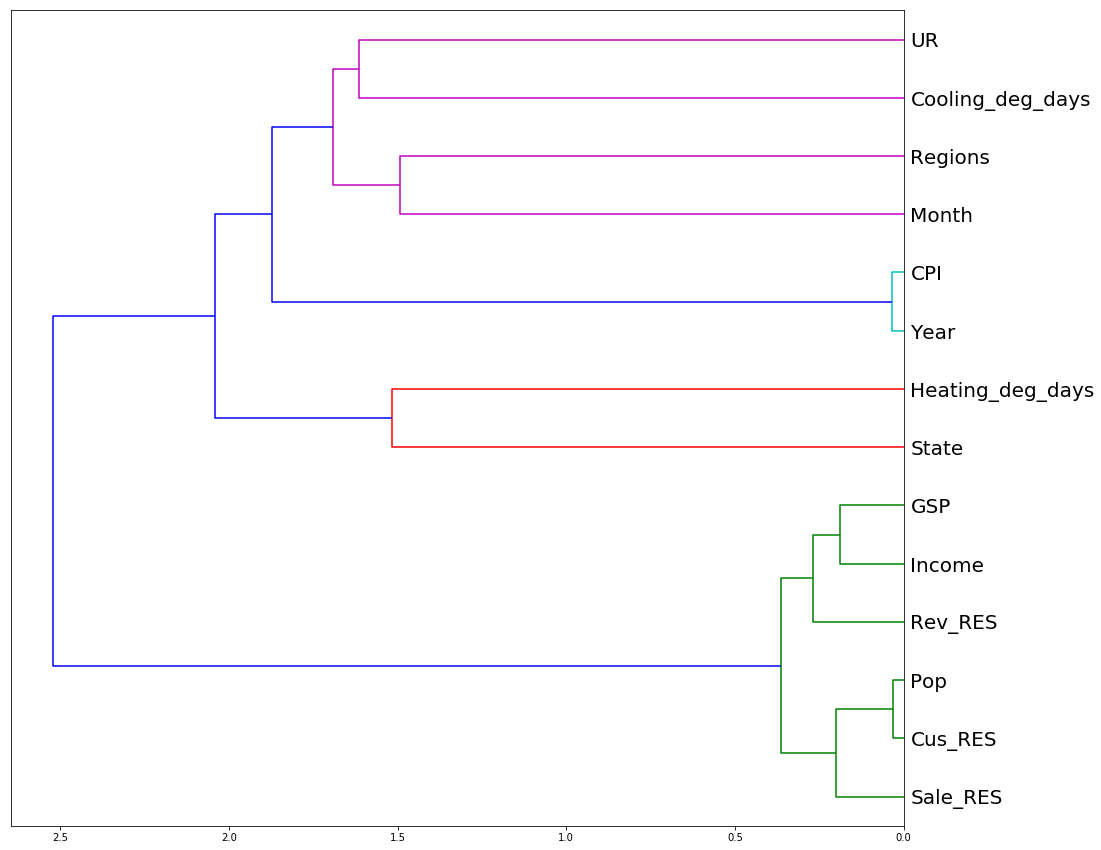 UR
Cooling_deg_days
Regions
Month
CPI
Year
Heating_deg_days
State
GSP
Income
Rev_RES
Pop
Cus_RES
Sale_RES
2.5 2.0 1.5 1.0 0.5 0.0